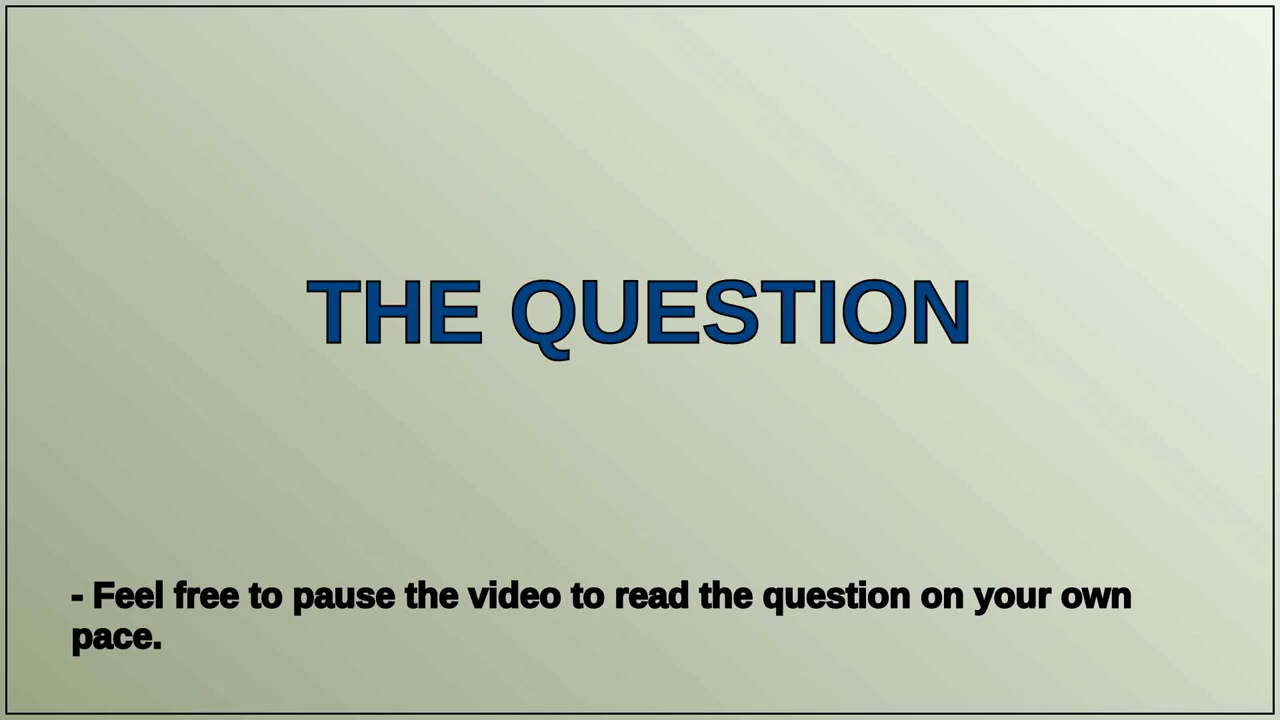 THE QUESTION
- Feel free to pause the video to read the question on your own
pace.